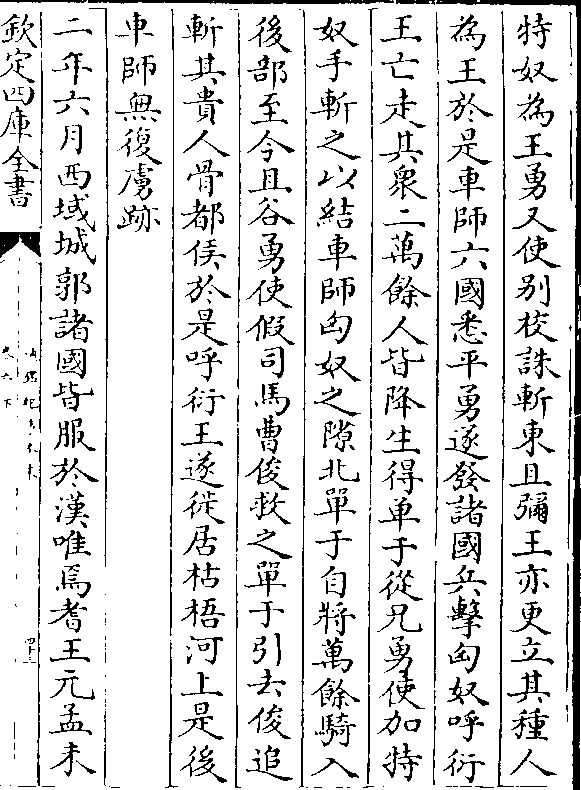 特奴為王勇又使别校誅斬東且彌王亦更立其種人
為王於是車師六國悉平勇遂發諸國兵擊匈奴呼衍
王亡走其衆二萬餘人皆降生得单于從兄勇使加特
奴手斬之以結車師匈奴之隙北單于自將萬餘騎入
後部至今且谷勇使假司馬曹俊救之單于引去俊追
斬其貴人骨都侯於是呼衍王遂徙居枯梧河上是後
車師無復虜跡
二年六月西域城郭諸國皆服於漢唯焉耆王元孟未
欽定四庫全書
卷六下
四十三